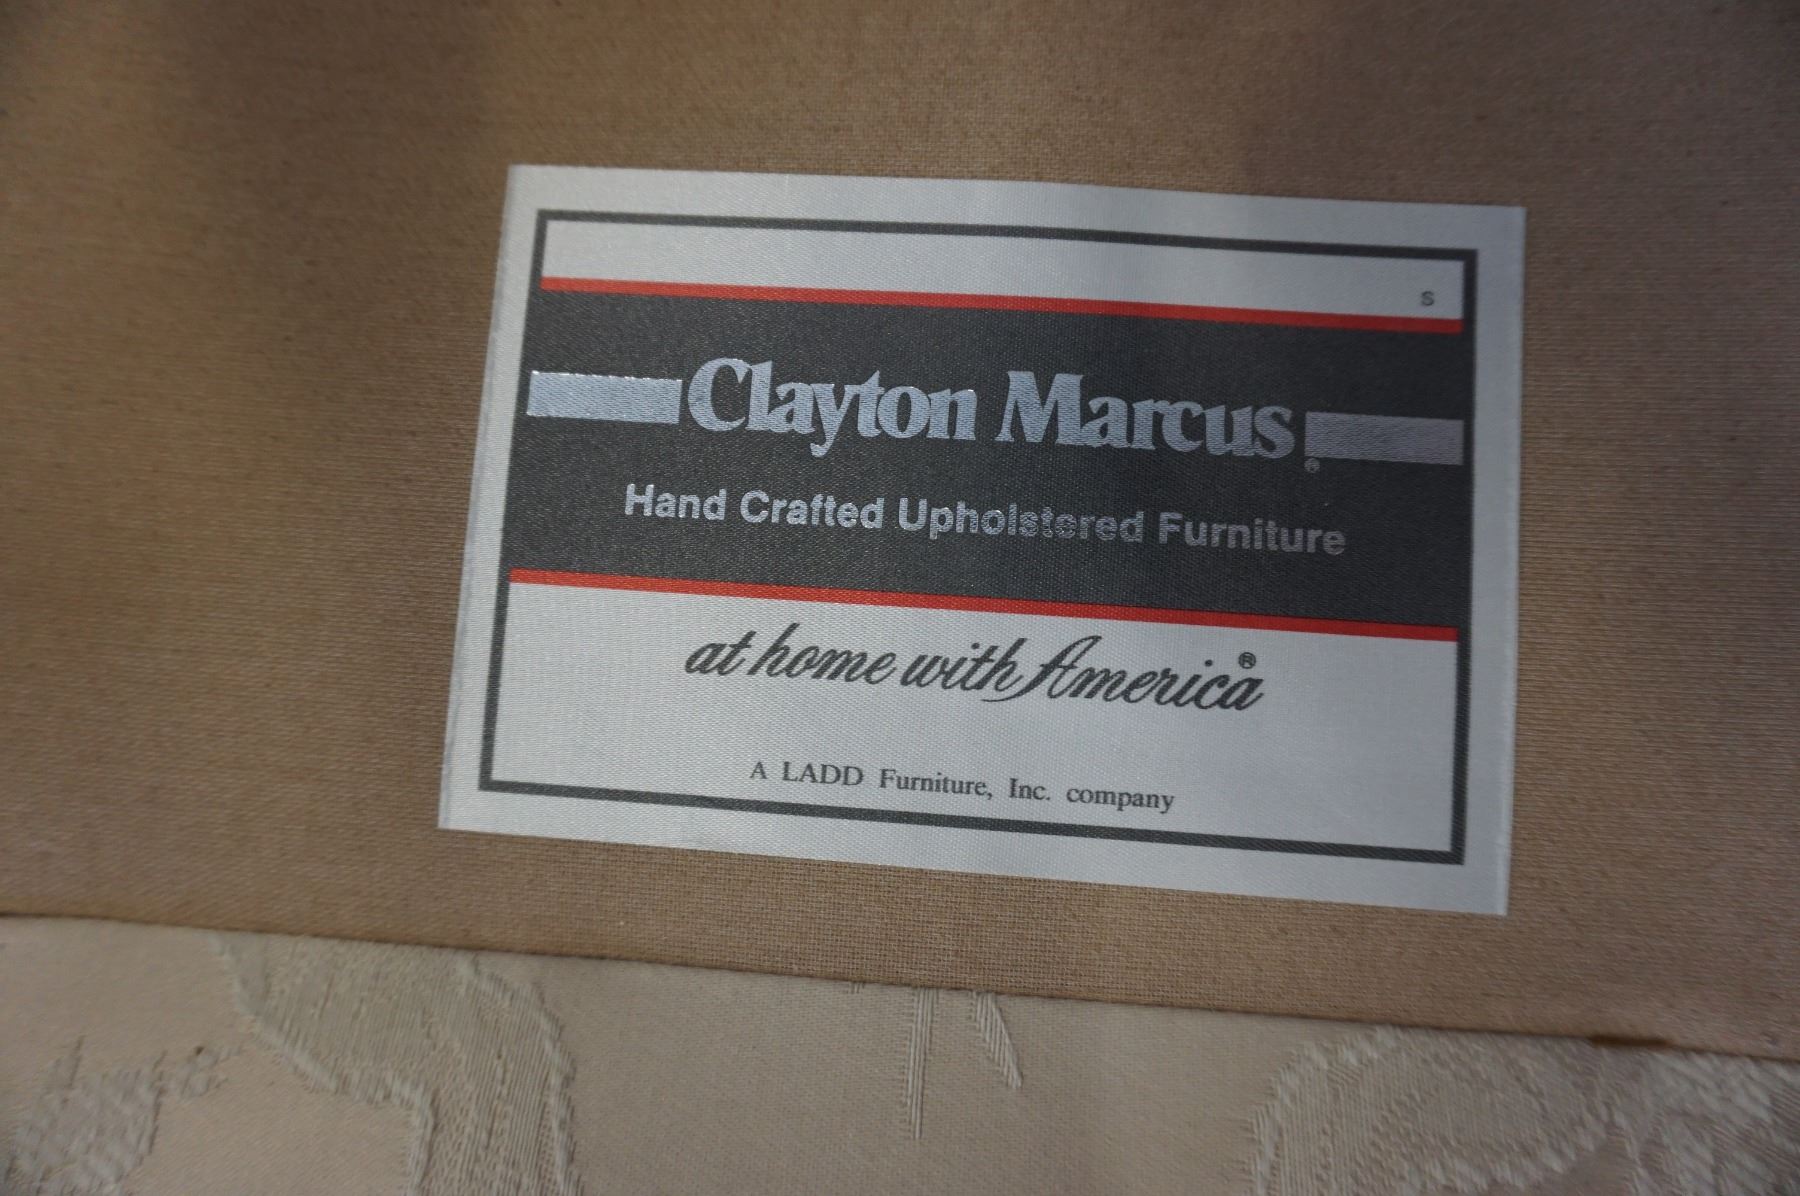 S
Clayton Marcus®
Hand Crafted Upholstered Furniture
at home with America®
A LADD Furniture, Inc. company